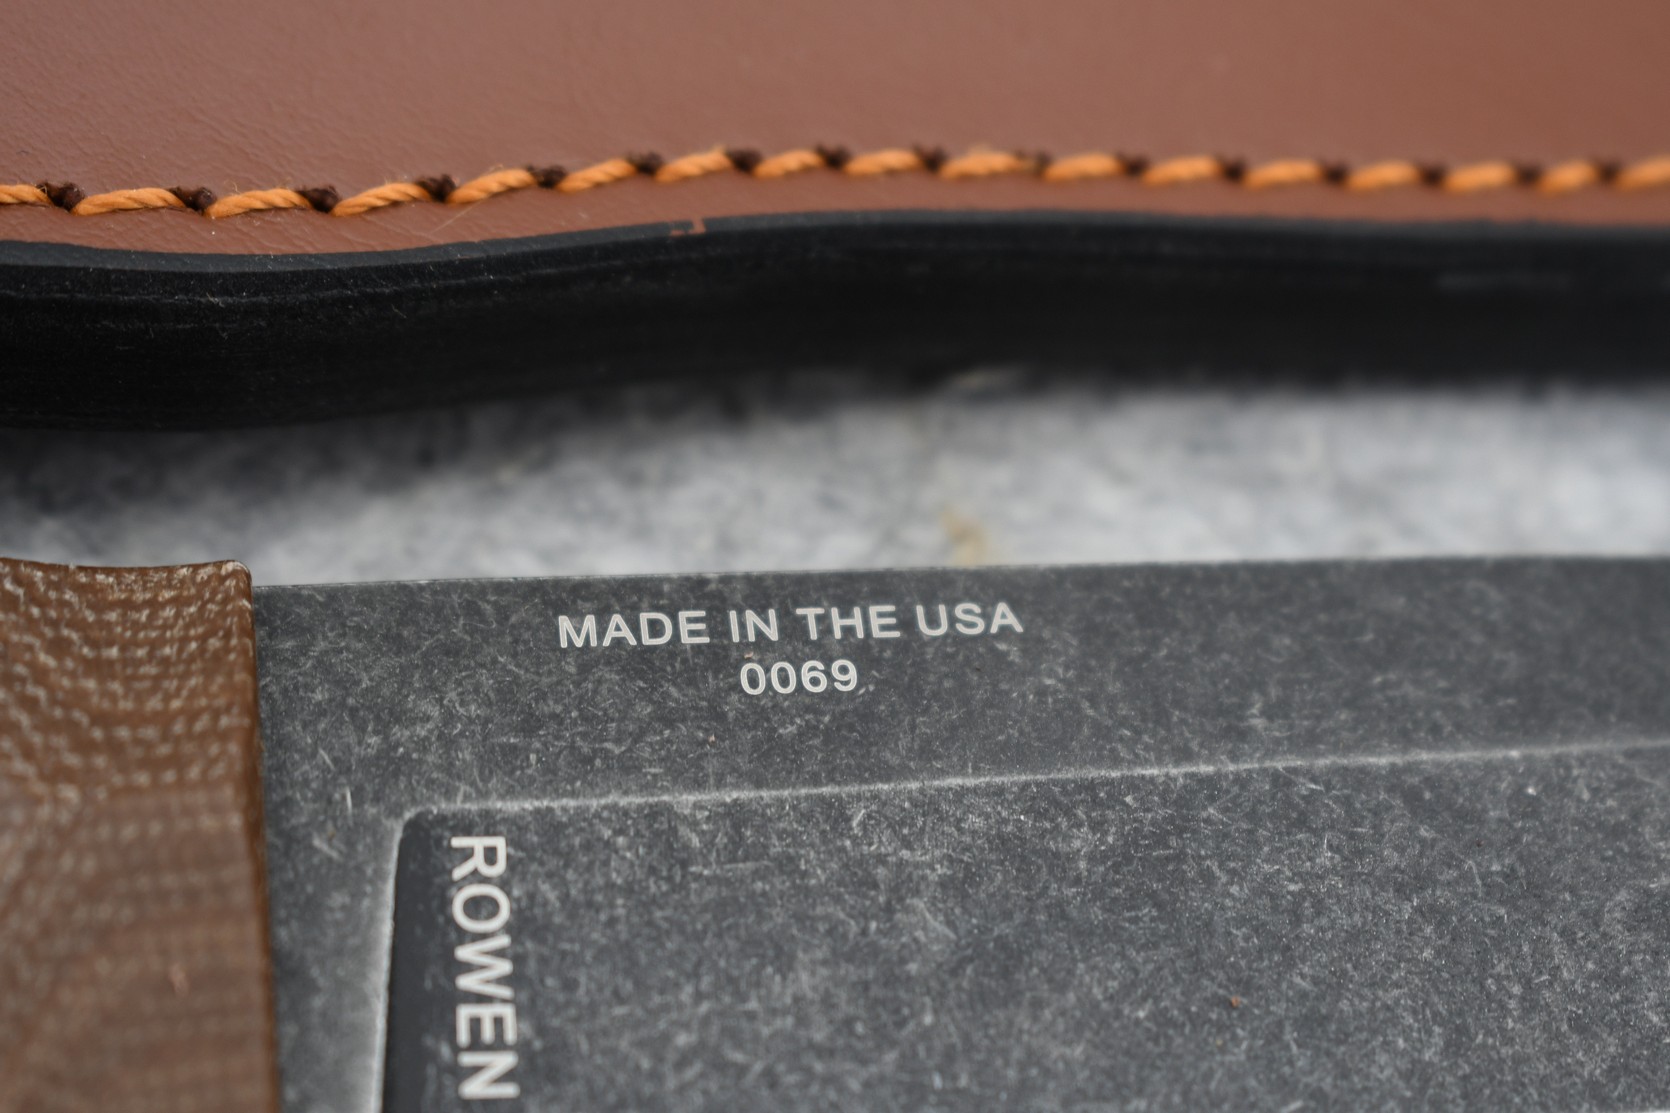 MADE IN THE USA
0069
ROWEN